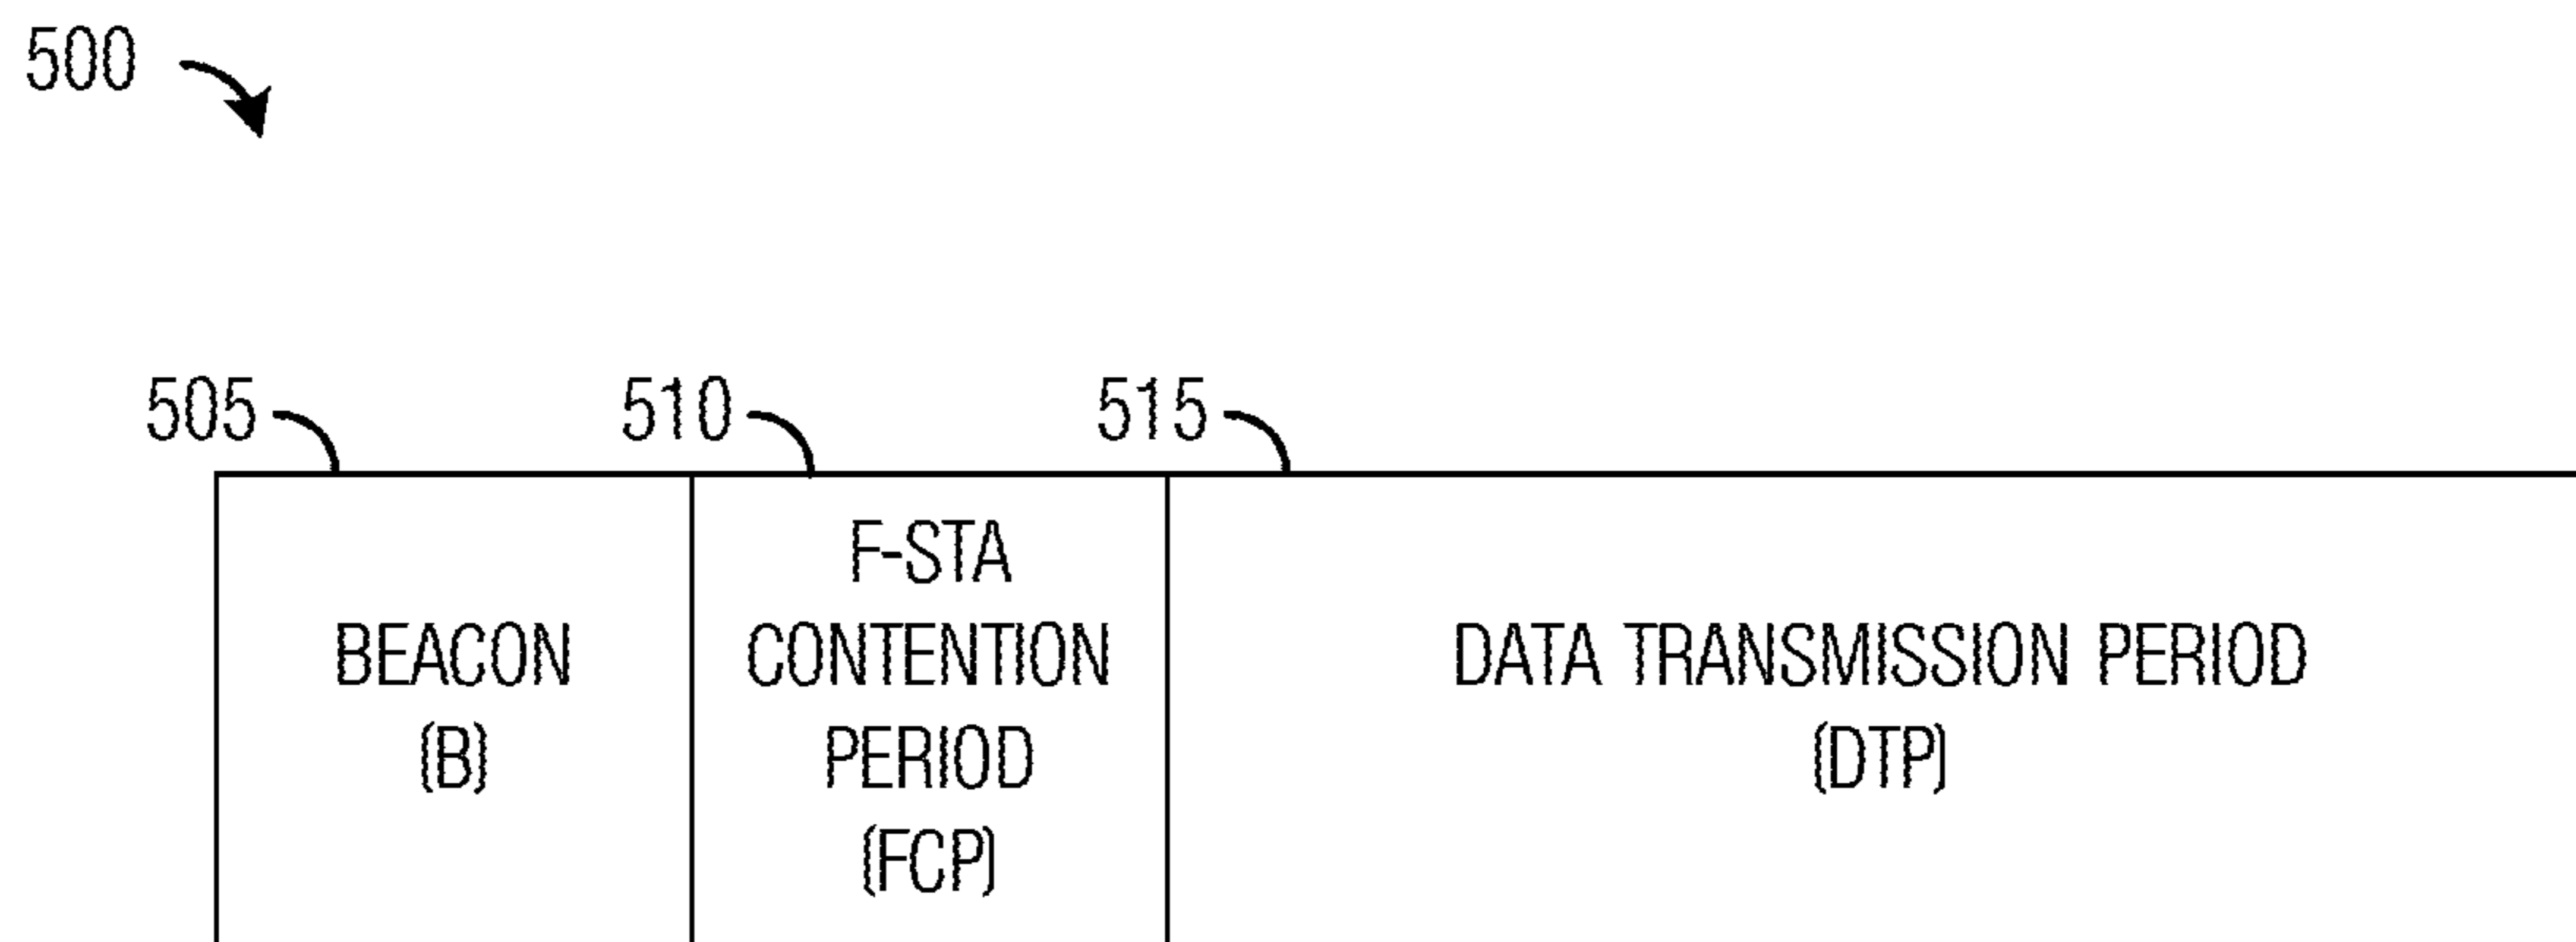 500
505 510 515
BEACON
(B)
F-STA
CONTENTION
PERIOD
(FCP)
DATA TRANSMISSION PERIOD
(DTP)